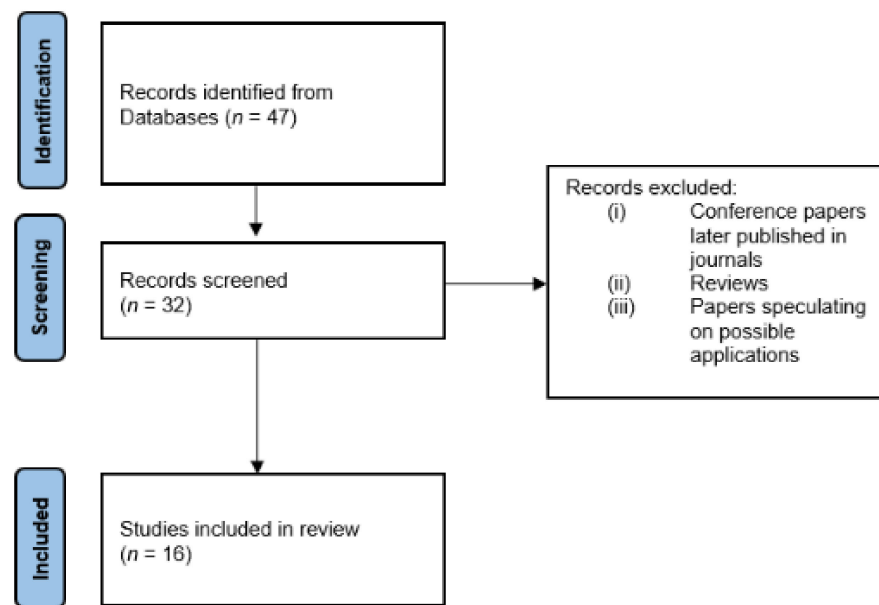 Identification
Records identified from
Databases (n = 47)
Screening
Records screened
(n = 32)
Records excluded:
(i) Conference papers
later published in
journals
(ii) Reviews
(iii) Papers speculating
on possible
applications
Included
Studies included in review
(n = 16)